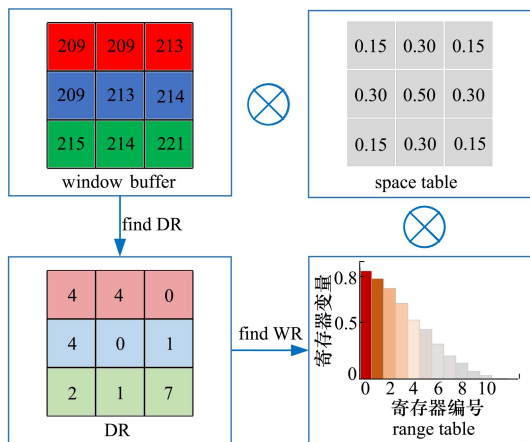 209 209 213
209 213 214
215 214 221
window buffer
0.15 0.30 0.15
0.30 0.50 0.30
0.15 0.30 0.15
space table
find DR
4 4 0
4 0 1
2 1 7
DR
find WR
寄存器变量
0.8
0.5
0
0 2 4 6 8 10
寄存器编号
range table